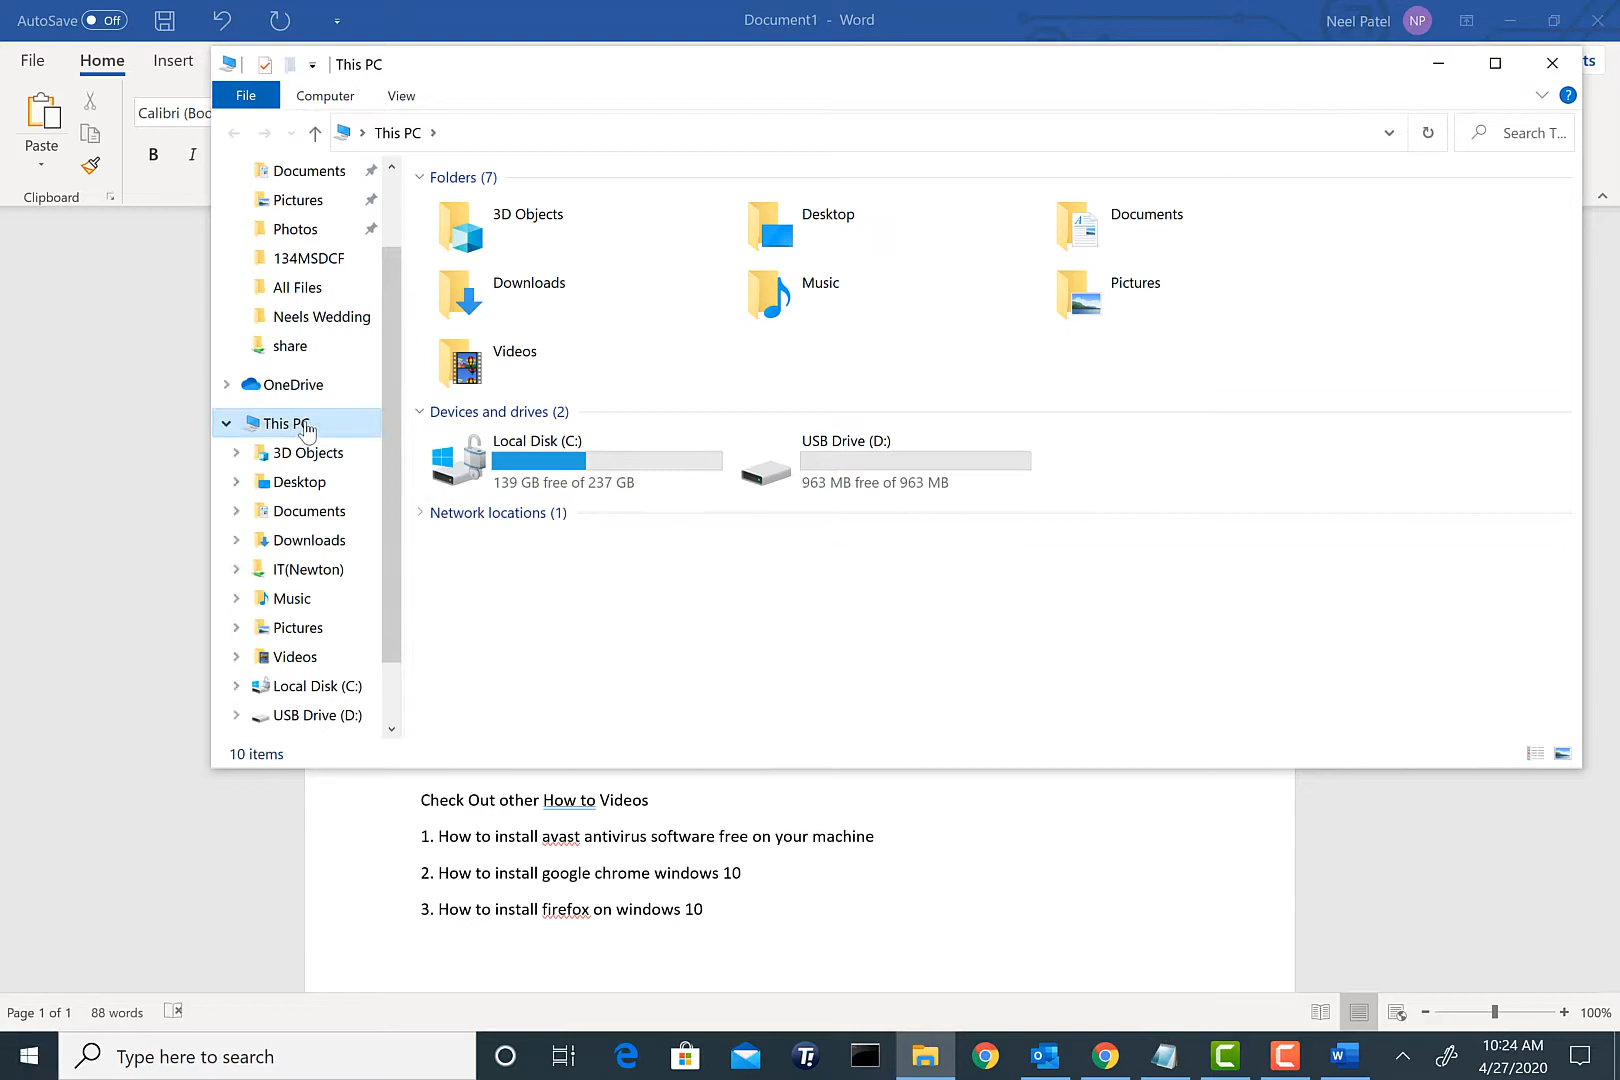 AutoSave Off
Document1 - Word
Neel Patel NP
File Home Insert
ts
Paste
Clipboard
Calibri (Boo
B I
This PC
File Computer View
?
This PC
Search T...
Documents
Pictures
Photos
134MSDCF
All Files
Neels Wedding
share
OneDrive
This PC
3D Objects
Desktop
Documents
Downloads
IT(Newton)
Music
Pictures
Videos
Local Disk (C:)
USB Drive (D:)
Folders (7)
3D Objects Desktop Documents
Downloads Music Pictures
Videos
Devices and drives (2)
Local Disk (C:) USB Drive (D:)
139 GB free of 237 GB 963 MB free of 963 MB
Network locations (1)
10 items
Check Out other How to Videos
1. How to install avast antivirus software free on your machine
2. How to install google chrome windows 10
3. How to install firefox on windows 10
Page 1 of 1 88 words
100%
Type here to search
10:24 AM
4/27/2020